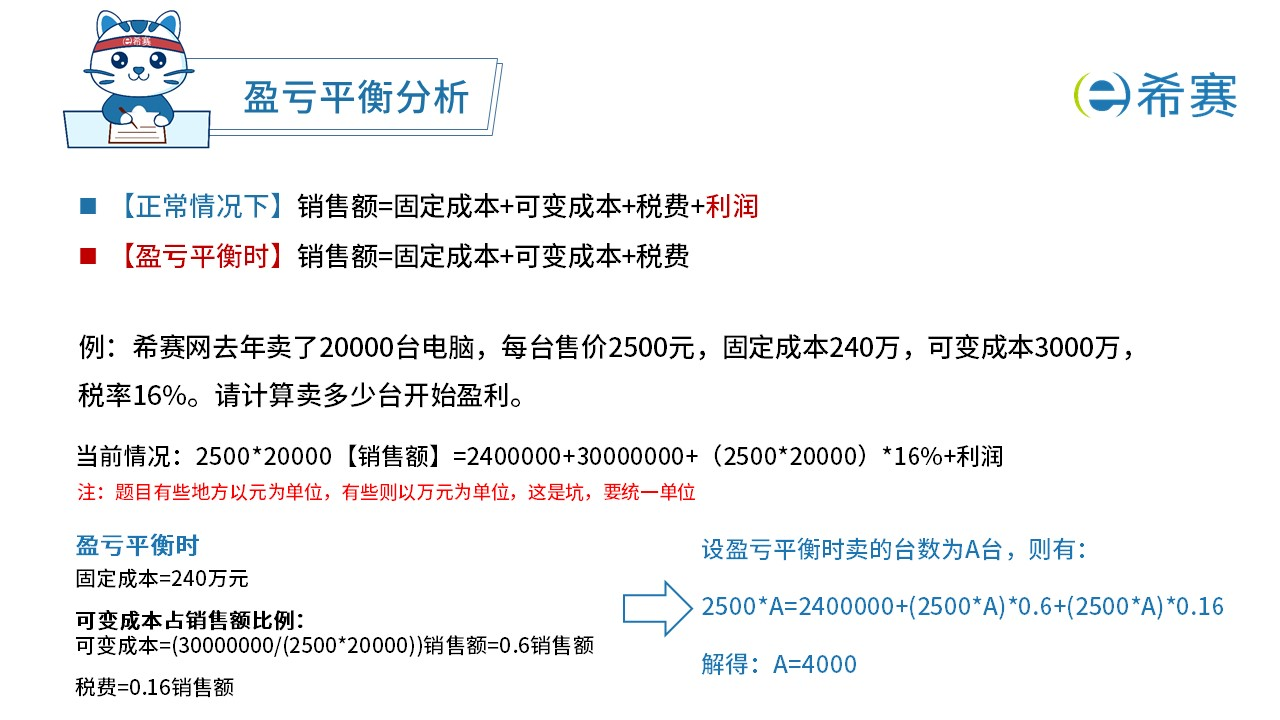 希赛
盈亏平衡分析
希赛
【正常情况下】销售额=固定成本+可变成本+税费+利润
【盈亏平衡时】销售额=固定成本+可变成本+税费
例：希赛网去年卖了20000台电脑，每台售价2500元，固定成本240万，可变成本3000万，
税率16%。请计算卖多少台开始盈利。
当前情况：2500*20000【销售额】=2400000+30000000+（2500*20000）*16%+利润
注：题目有些地方以元为单位，有些则以万元为单位，这是坑，要统一单位
盈亏平衡时
固定成本=240万元
可变成本占销售额比例：
可变成本=(30000000/(2500*20000))销售额=0.6销售额
税费=0.16销售额
设盈亏平衡时卖的台数为A台，则有：
2500*A=2400000+(2500*A)*0.6+(2500*A)*0.16
解得：A=4000